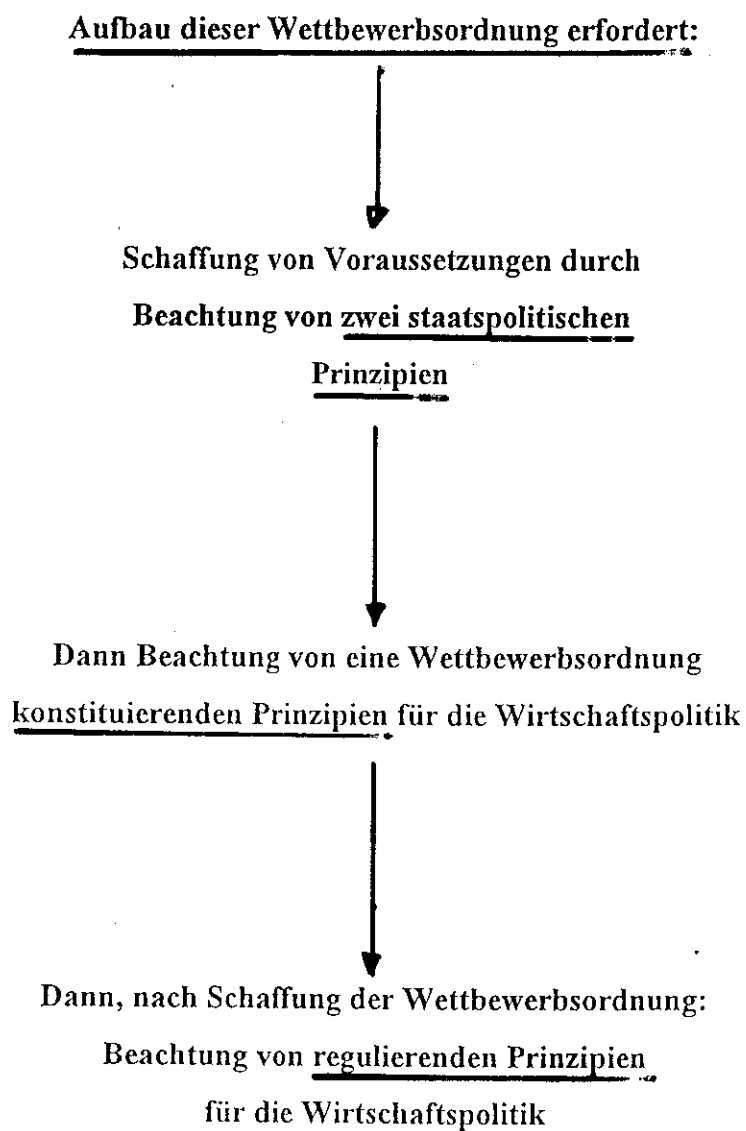 Aufbau dieser Wettbewerbsordnung erfordert:
Schaffung von Voraussetzungen durch
Beachtung von zwei staatspolitischen
Prinzipien
Dann Beachtung von eine Wettbewerbsordnung
konstituierenden Prinzipien für die Wirtschaftspolitik
Dann, nach Schaffung der Wettbewerbsordnung:
Beachtung von regulierenden Prinzipien
für die Wirtschaftspolitik